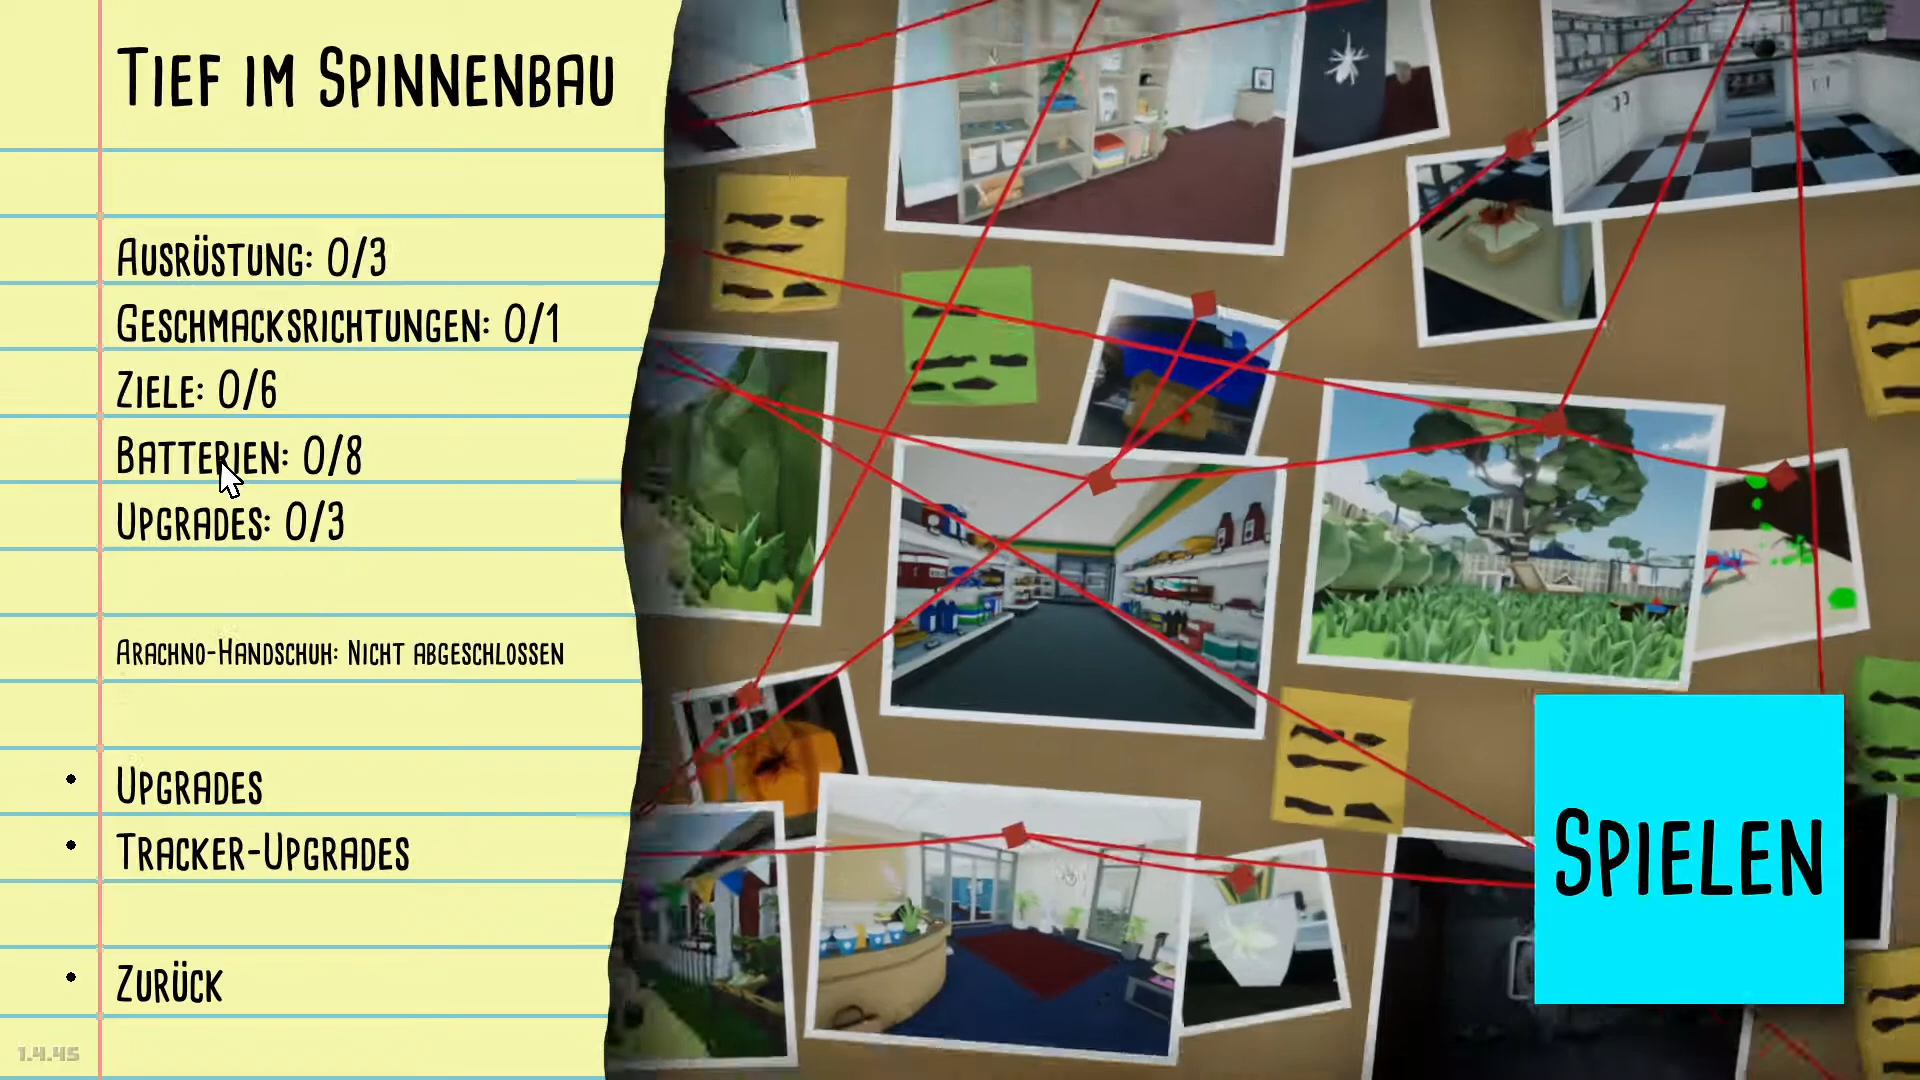 Tief im Spinnenbau
Ausrüstung: 0/3
Geschmacksrichtungen: 0/1
Ziele: 0/6
Batterien: 0/8
Upgrades: 0/3
Arachno-Handschuh: Nicht abgeschlossen
Upgrades
Tracker-Upgrades
Zurück
Spielen
1.4.45